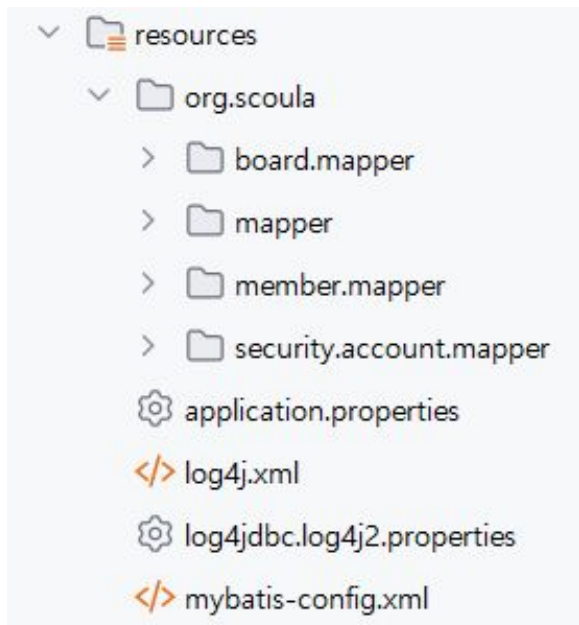 resources
org.scoula
board.mapper
mapper
member.mapper
security.account.mapper
application.properties
log4j.xml
log4jdbc.log4j2.properties
mybatis-config.xml